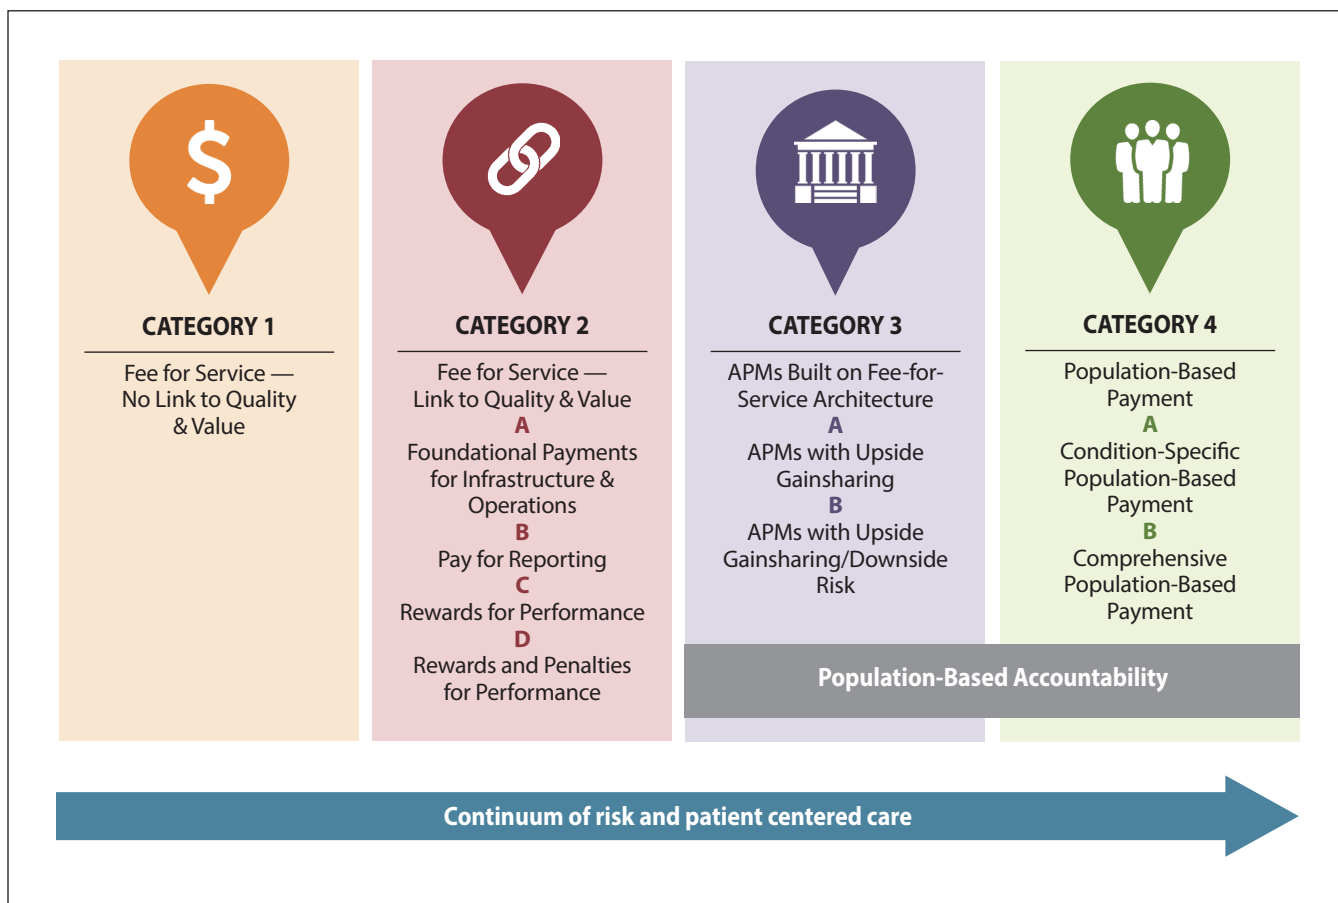 $
CATEGORY 1
Fee for Service —
No Link to Quality
& Value
CATEGORY 2
Fee for Service —
Link to Quality & Value
A
Foundational Payments
for Infrastructure &
Operations
B
Pay for Reporting
C
Rewards for Performance
D
Rewards and Penalties
for Performance
CATEGORY 3
APMs Built on Fee-for-
Service Architecture
A
APMs with Upside
Gainsharing
B
APMs with Upside
Gainsharing/Downside
Risk
CATEGORY 4
Population-Based
Payment
A
Condition-Specific
Population-Based
Payment
B
Comprehensive
Population-Based
Payment
Population-Based Accountability
Continuum of risk and patient centered care